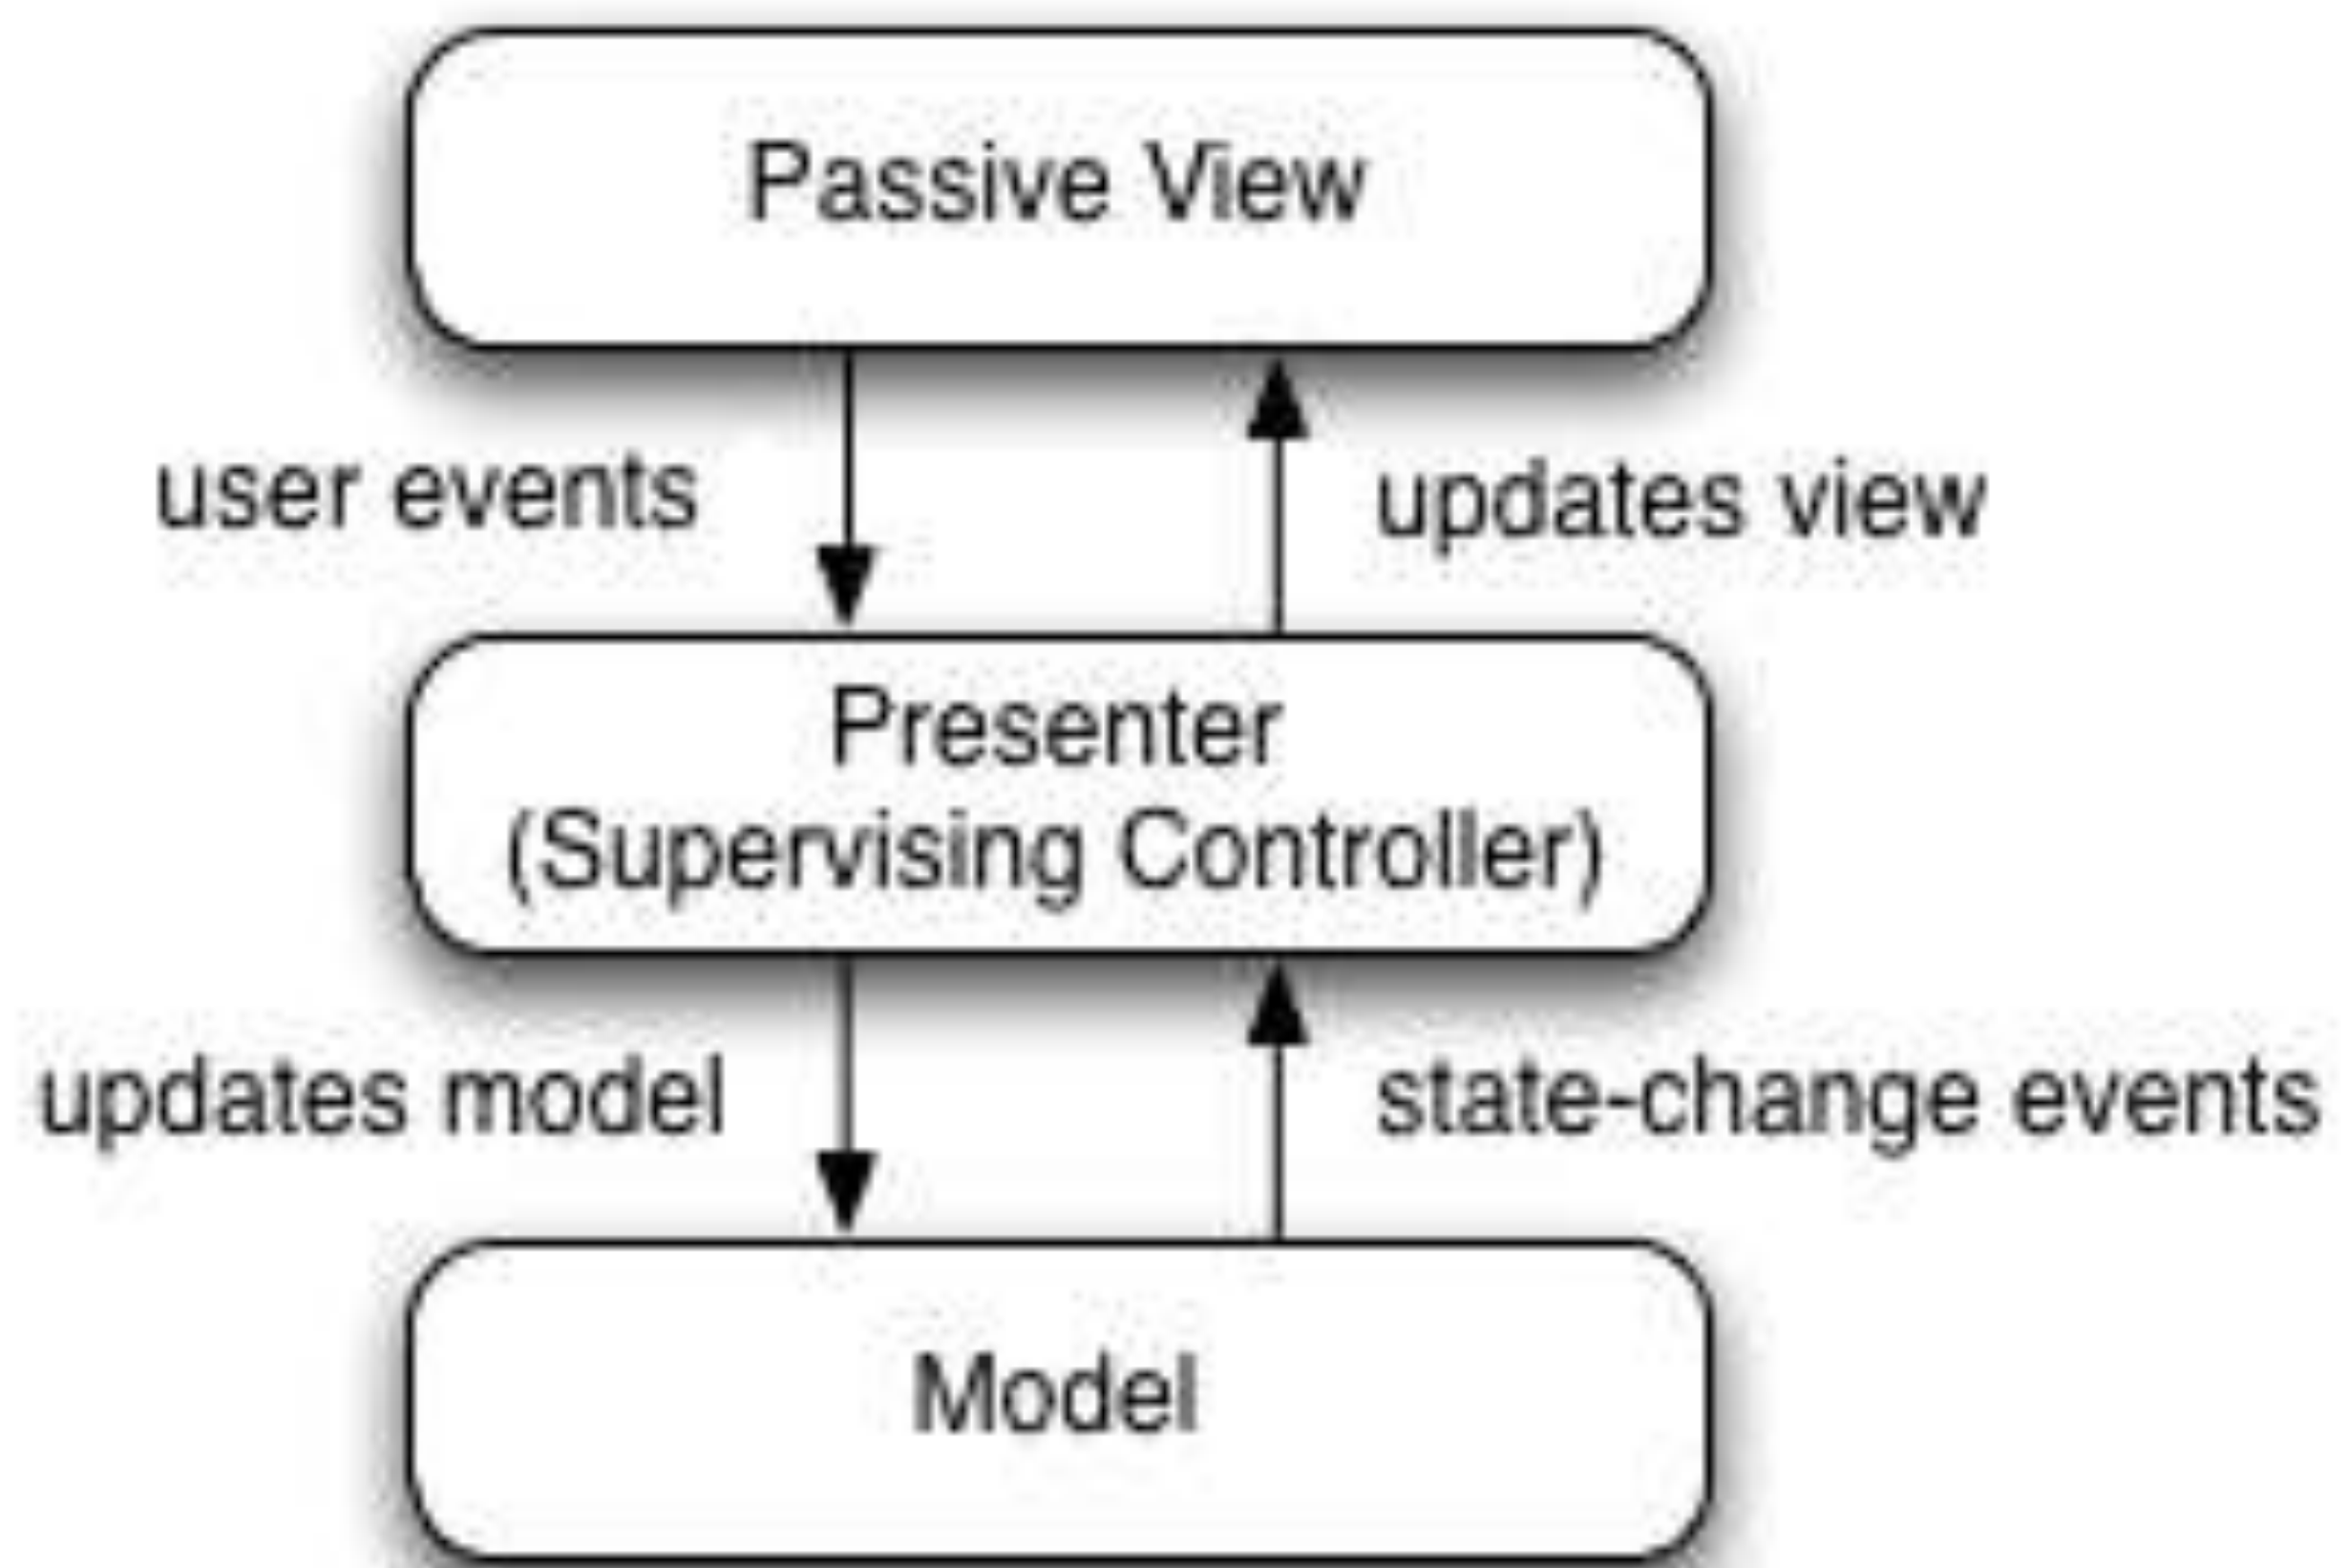 Passive View
user events
updates view
Presenter
(Supervising Controller)
updates model
state-change events
Model